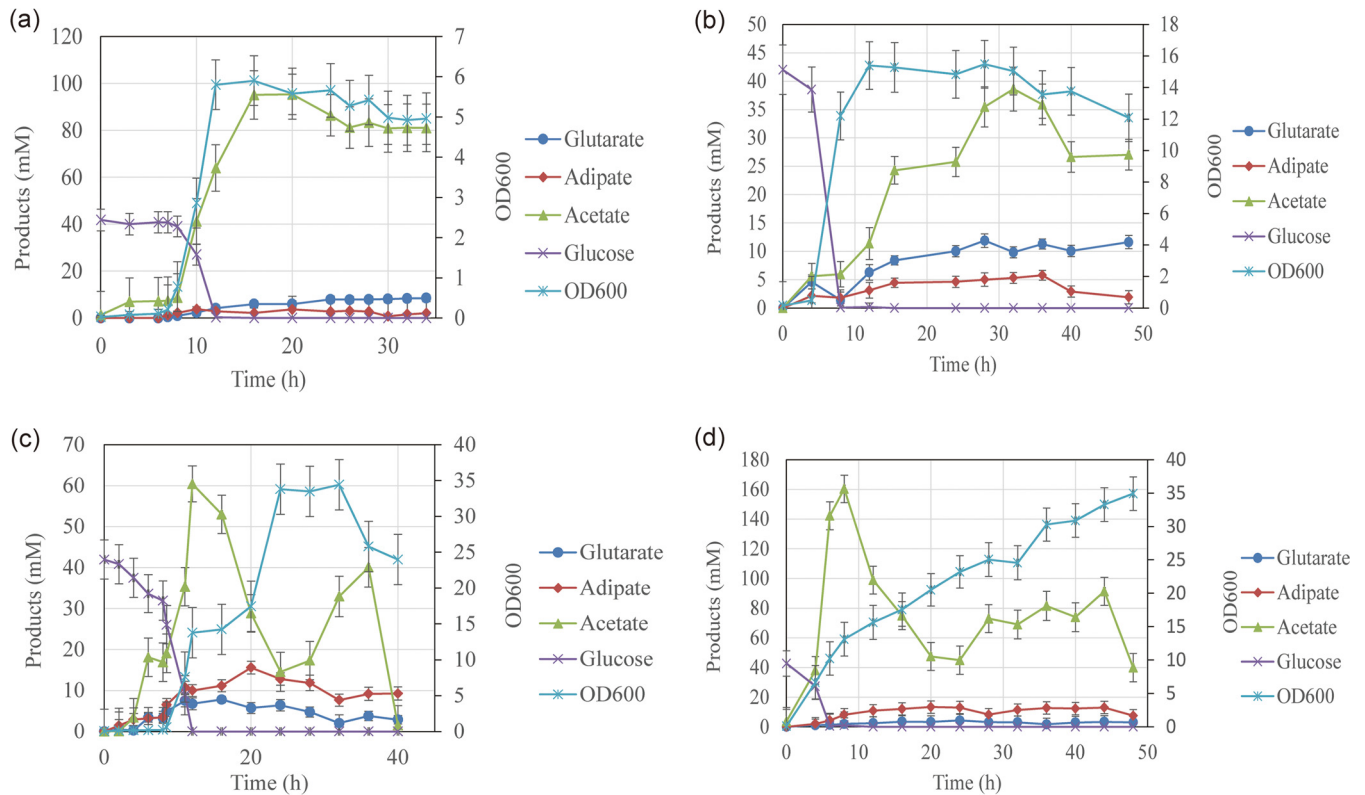 (a)
120
100
80
60
40
20
0
Products (mM)
0
10
20
30
Time (h)
7
6
5
4
3
2
1
0
OD600
Glutarate
Adipate
Acetate
Glucose
OD600
(b)
50
45
40
35
30
25
20
15
10
5
0
Products (mM)
0
10
20
30
40
50
Time (h)
18
16
14
12
10
8
6
4
2
0
OD600
Glutarate
Adipate
Acetate
Glucose
OD600
(c)
70
60
50
40
30
20
10
0
Products (mM)
0
20
40
Time (h)
40
35
30
25
20
15
10
5
0
OD600
Glutarate
Adipate
Acetate
Glucose
OD600
(d)
180
160
140
120
100
80
60
40
20
0
Products (mM)
0
10
20
30
40
50
Time (h)
40
35
30
25
20
15
10
5
0
OD600
Glutarate
Adipate
Acetate
Glucose
OD600